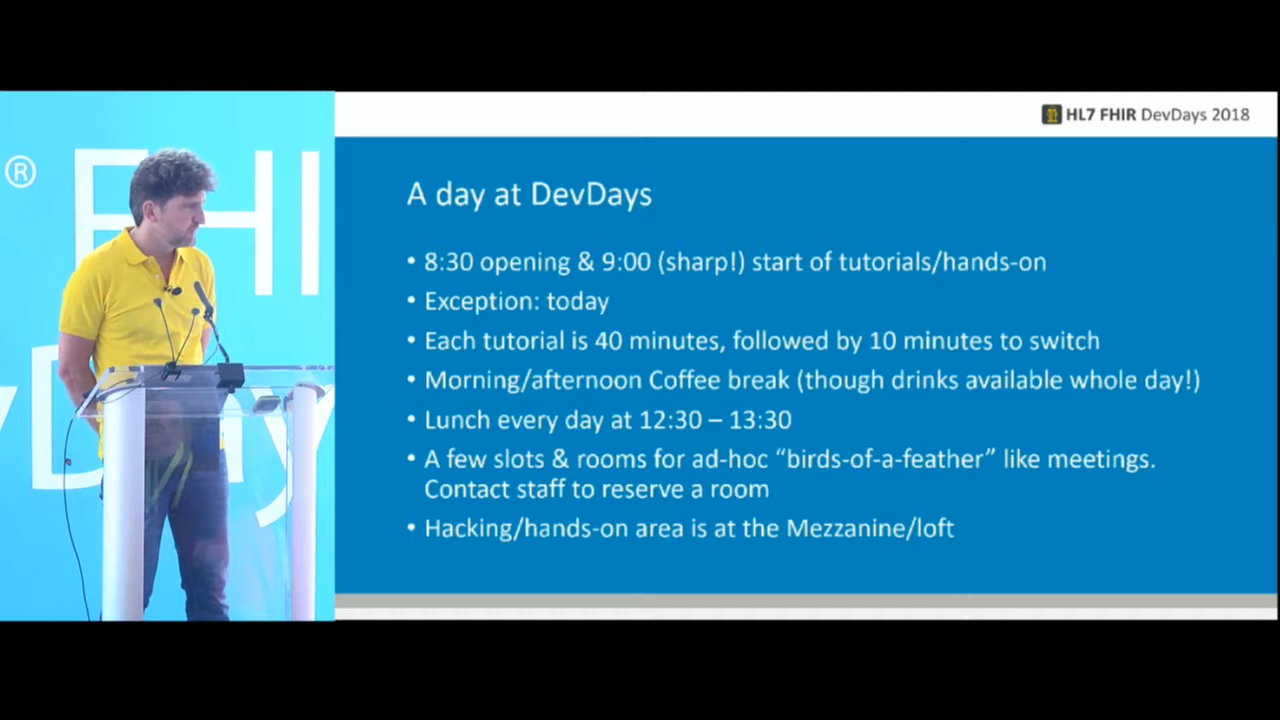 ® FHI
yDay
HL7 FHIR DevDays 2018
A day at DevDays
• 8:30 opening & 9:00 (sharp!) start of tutorials/hands-on
• Exception: today
• Each tutorial is 40 minutes, followed by 10 minutes to switch
• Morning/afternoon Coffee break (though drinks available whole day!)
• Lunch every day at 12:30 – 13:30
• A few slots & rooms for ad-hoc “birds-of-a-feather” like meetings.
Contact staff to reserve a room
• Hacking/hands-on area is at the Mezzanine/loft